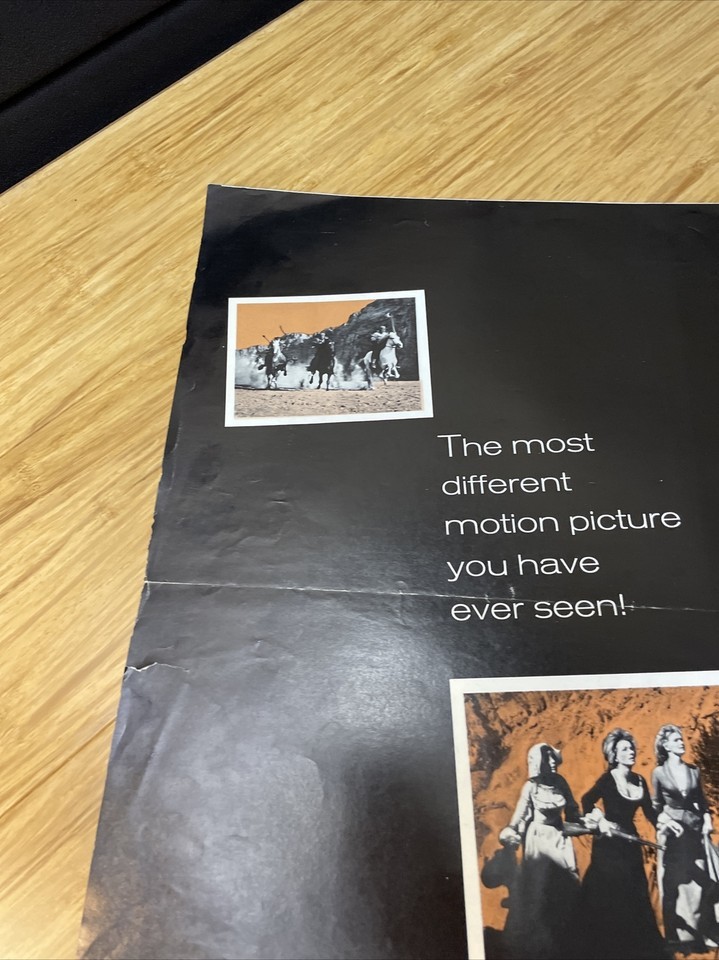 The most
different
motion picture
you have
ever seen!